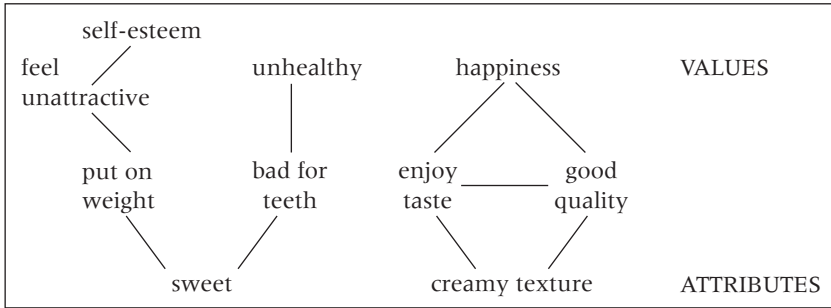 self-esteem
feel
unattractive
unhealthy
happiness
VALUES
put on
weight
bad for
teeth
enjoy
taste
good
quality
sweet
creamy texture
ATTRIBUTES